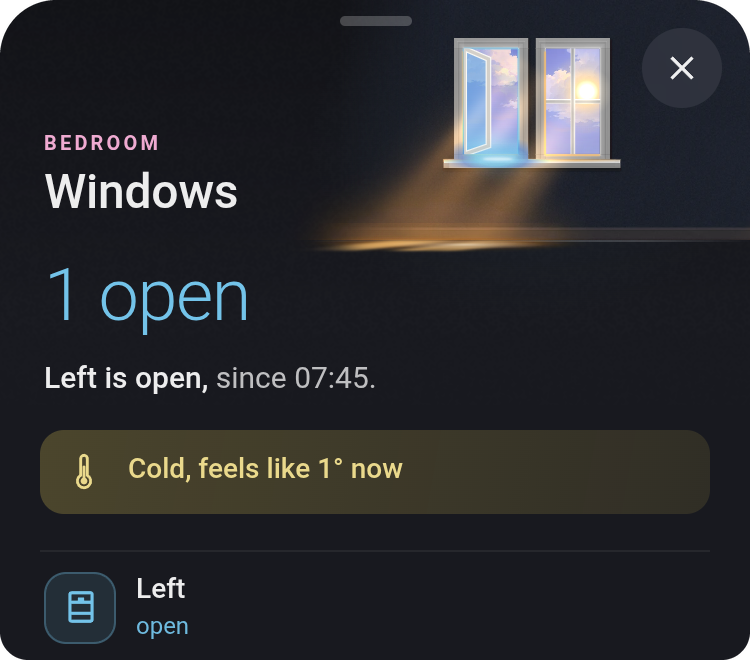 BEDROOM
Windows
1 open
Left is open, since 07:45.
Cold, feels like 1° now
Left
open